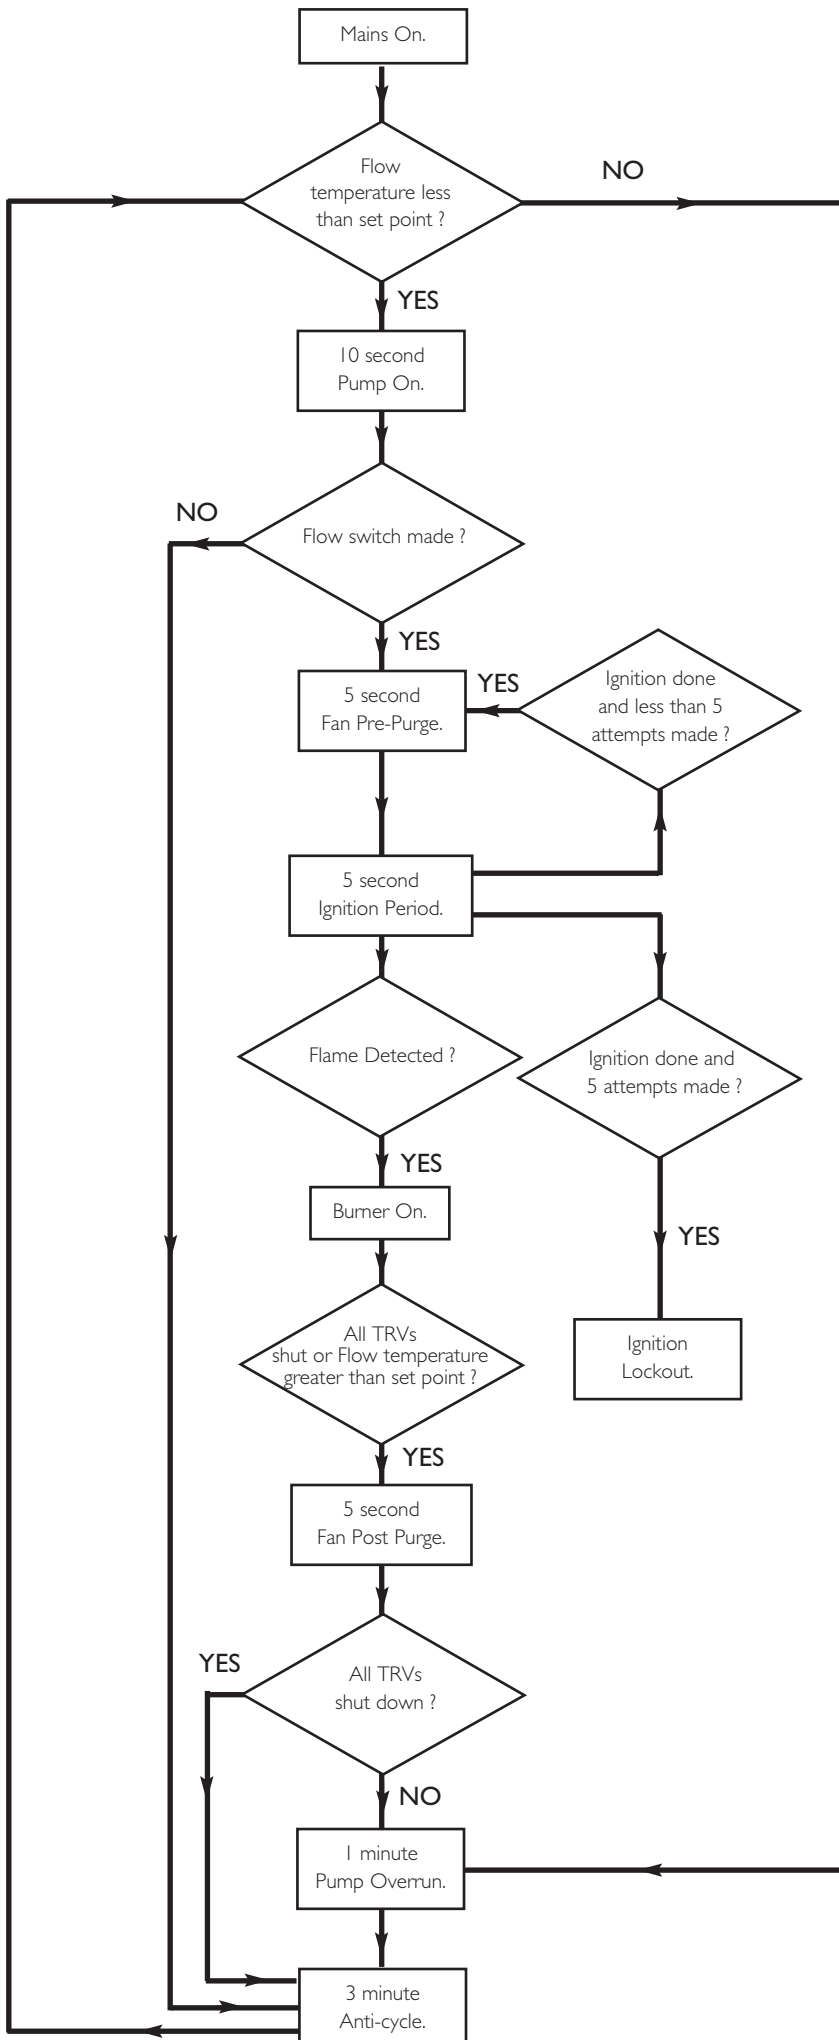 Mains On.
Flow
temperature less
than set point ?
NO
YES
10 second
Pump On.
NO
Flow switch made ?
YES
5 second
Fan Pre-Purge.
YES
Ignition done
and less than 5
attempts made ?
5 second
Ignition Period.
Flame Detected ?
Ignition done and
5 attempts made ?
YES
Burner On.
YES
All TRVs
shut or Flow temperature
greater than set point ?
Ignition
Lockout.
YES
5 second
Fan Post Purge.
YES
All TRVs
shut down ?
NO
1 minute
Pump Overrun.
3 minute
Anti-cycle.